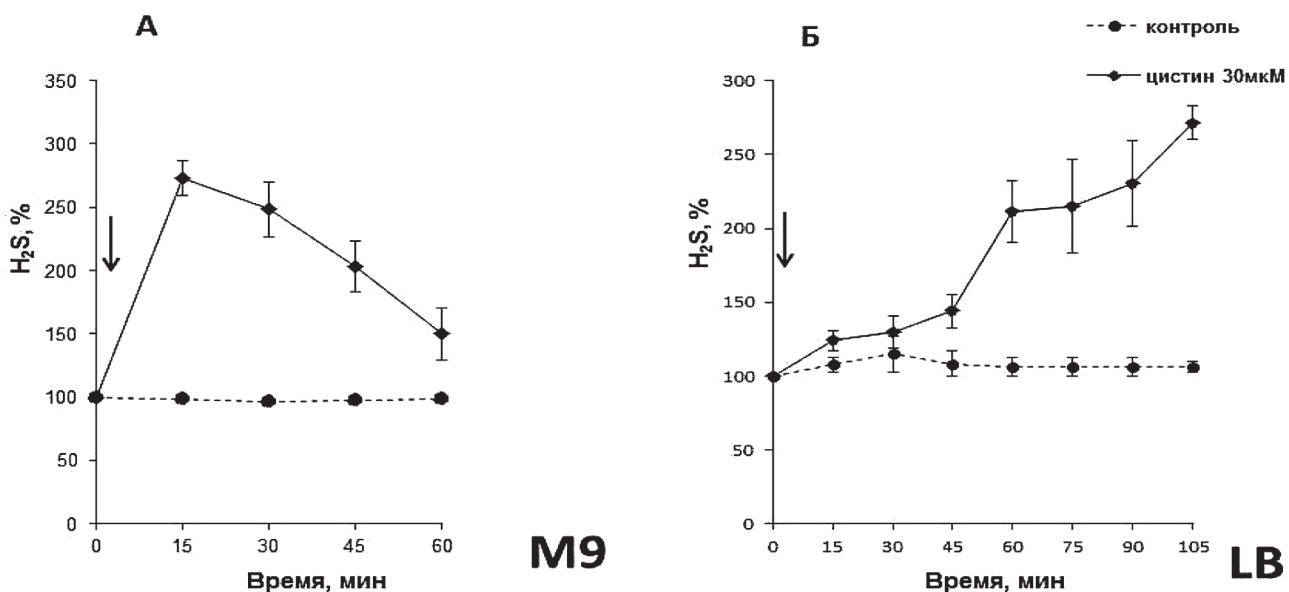 А
H₂S, %
350
300
250
200
150
100
50
0
0 15 30 45 60
Время, мин
М9
Б
контроль
цистин 30мкМ
H₂S, %
300
250
200
150
100
50
0
0 15 30 45 60 75 90 105
Время, мин
LB